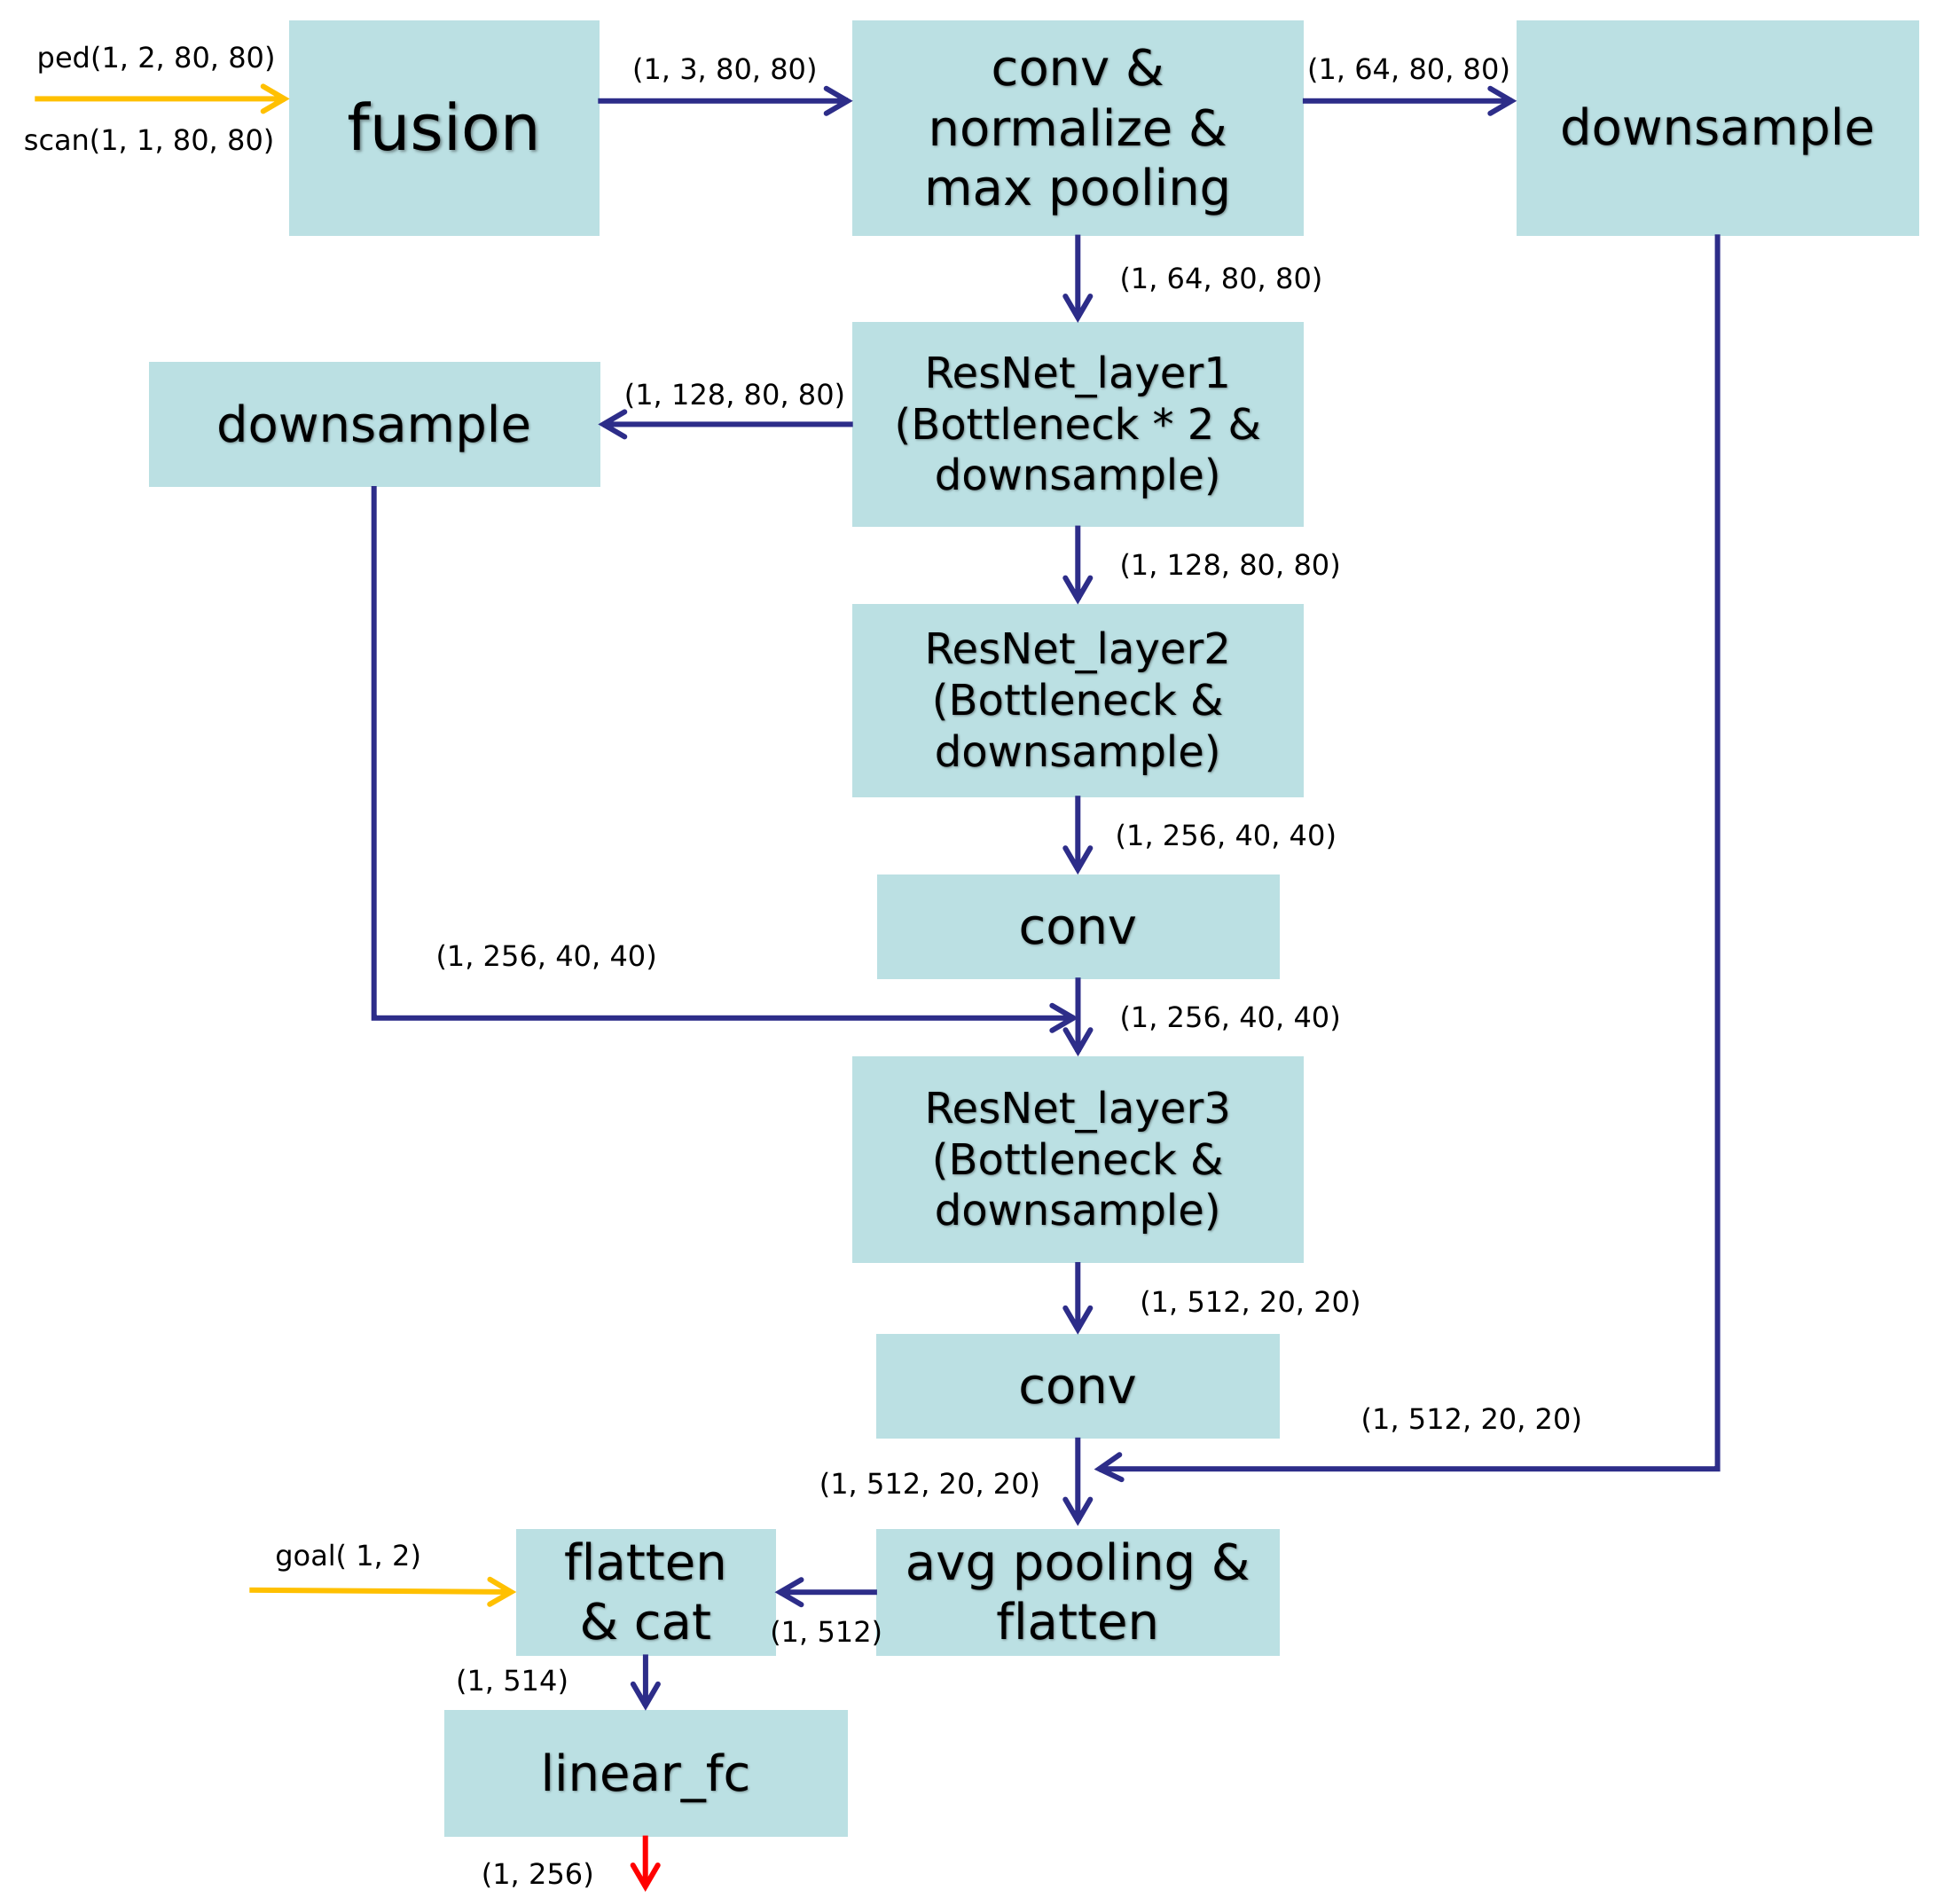 ped(1, 2, 80, 80)
scan(1, 1, 80, 80)
fusion
(1, 3, 80, 80)
conv &
normalize &
max pooling
(1, 64, 80, 80)
downsample
(1, 64, 80, 80)
ResNet_layer1
(Bottleneck * 2 &
downsample)
(1, 128, 80, 80)
downsample
(1, 128, 80, 80)
ResNet_layer2
(Bottleneck &
downsample)
(1, 256, 40, 40)
conv
(1, 256, 40, 40)
(1, 256, 40, 40)
ResNet_layer3
(Bottleneck &
downsample)
(1, 512, 20, 20)
conv
(1, 512, 20, 20)
(1, 512, 20, 20)
avg pooling &
flatten
(1, 512)
goal( 1, 2)
flatten
& cat
(1, 514)
linear_fc
(1, 256)